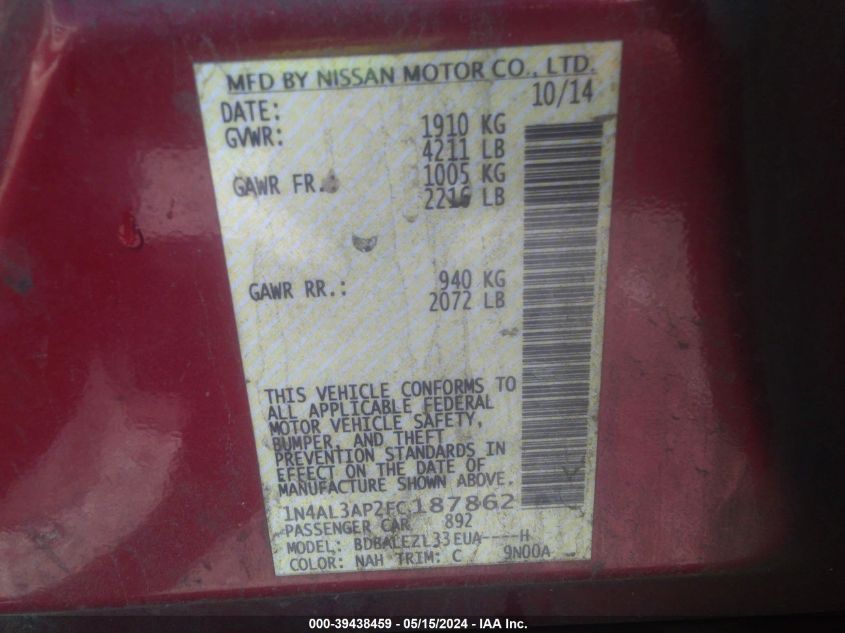 MFD BY NISSAN MOTOR CO., LTD.
DATE: 10/14
GVWR: 1910 KG
4211 LB
GAWR FR.: 1005 KG
2216 LB
GAWR RR.: 940 KG
2072 LB
THIS VEHICLE CONFORMS TO
ALL APPLICABLE FEDERAL
MOTOR VEHICLE SAFETY,
BUMPER, AND THEFT
PREVENTION STANDARDS IN
EFFECT ON THE DATE OF
MANUFACTURE SHOWN ABOVE.
1N4AL3AP2FC187862
PASSENGER CAR 892
MODEL: BDBALEZL33EUA----H
COLOR: NAH TRIM: C 9N00A
000-39438459 - 05/15/2024 - IAA Inc.